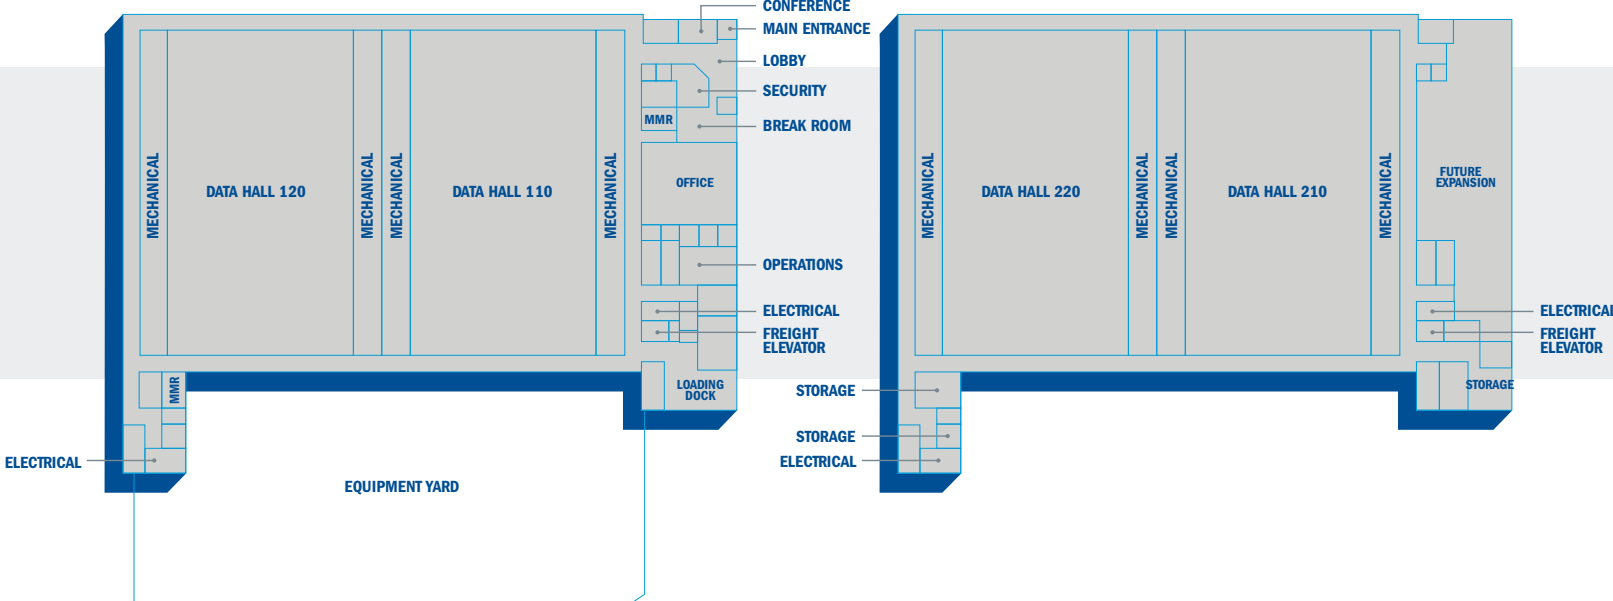 CONFERENCE
MAIN ENTRANCE
LOBBY
SECURITY
MMR
BREAK ROOM
MECHANICAL
DATA HALL 120
MECHANICAL
MECHANICAL
DATA HALL 110
MECHANICAL
OFFICE
OPERATIONS
ELECTRICAL
FREIGHT
ELEVATOR
LOADING
DOCK
MMR
ELECTRICAL
EQUIPMENT YARD
MECHANICAL
DATA HALL 220
MECHANICAL
MECHANICAL
DATA HALL 210
MECHANICAL
FUTURE
EXPANSION
ELECTRICAL
FREIGHT
ELEVATOR
STORAGE
STORAGE
STORAGE
ELECTRICAL